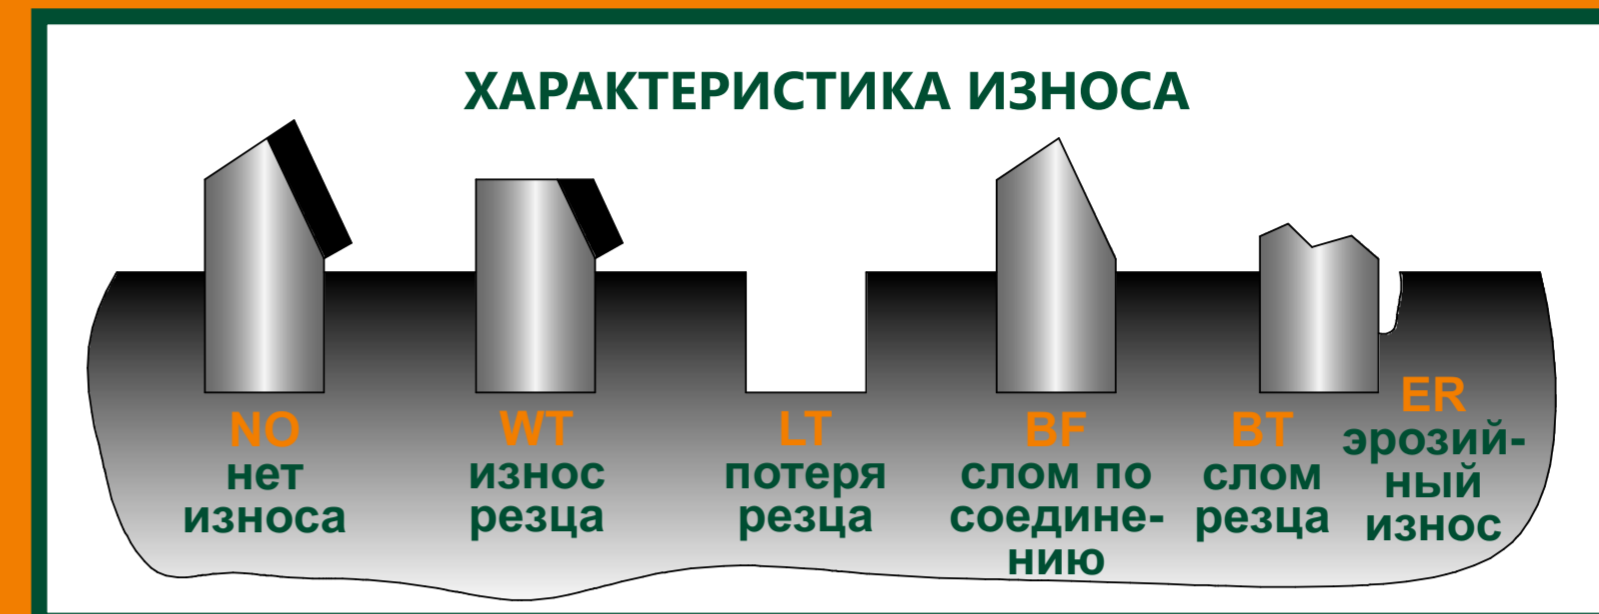 ХАРАКТЕРИСТИКА ИЗНОСА
NO
нет
износа
WT
износ
резца
LT
потеря
резца
BF
слом по
соедине-
нию
BT
слом
резца
ER
эрозий-
ный
износ